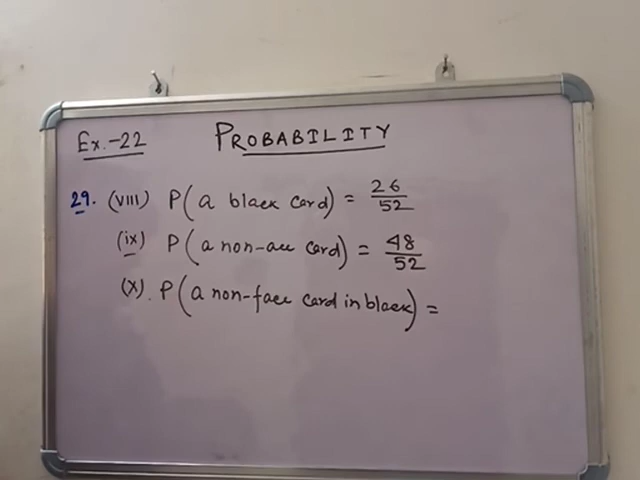 Ex.-22 PROBABILITY
29. (VIII) P(a black card) = 26/52
(ix) P(a non-ace card) = 48/52
(X). P(a non-face card in black) =